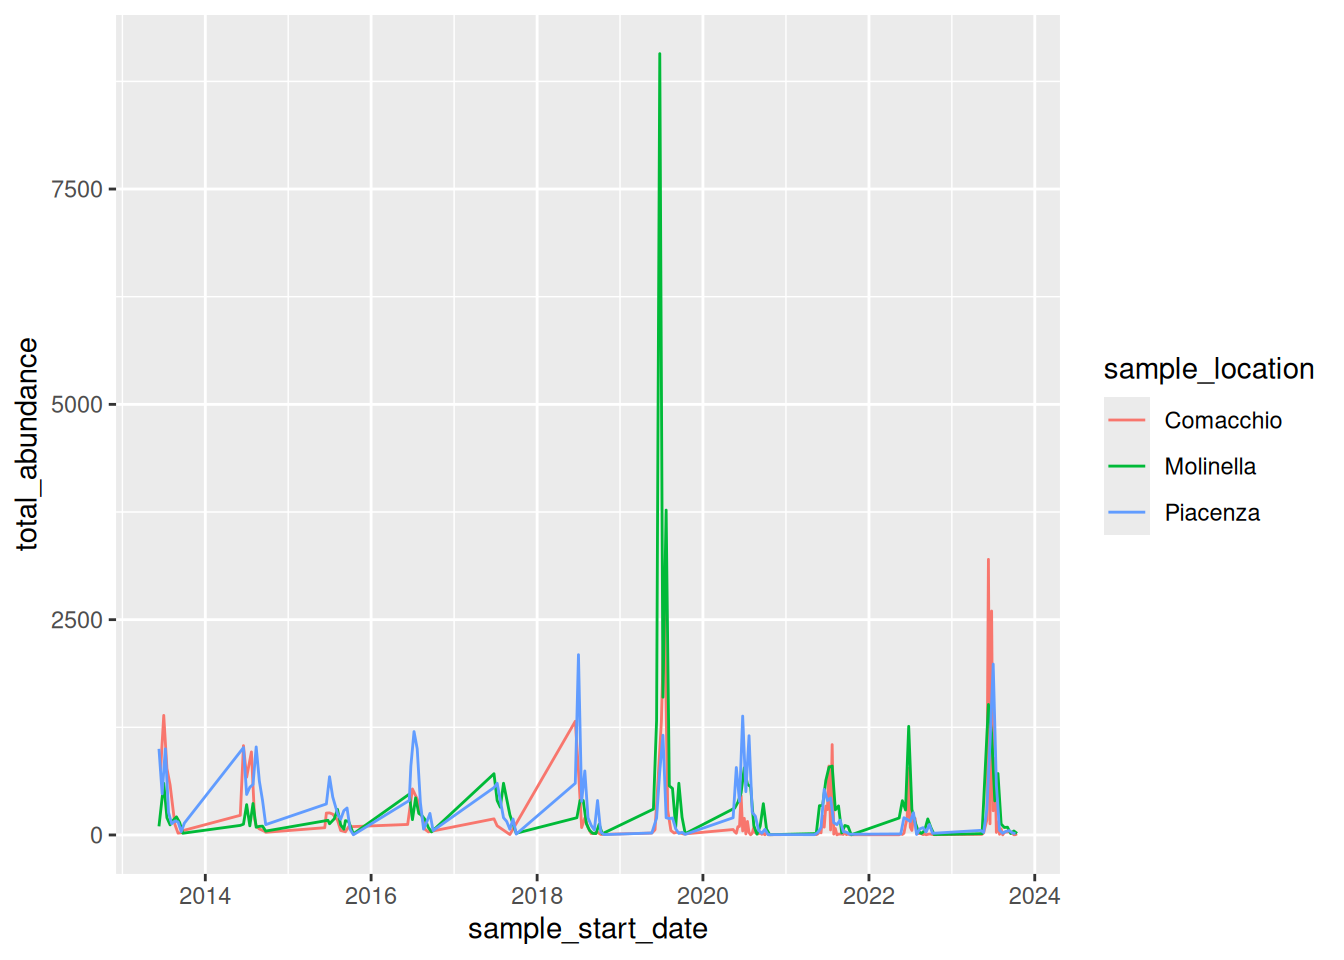 7500
5000
2500
0
total_abundance
2014 2016 2018 2020 2022 2024
sample_start_date
sample_location
Comacchio
Molinella
Piacenza